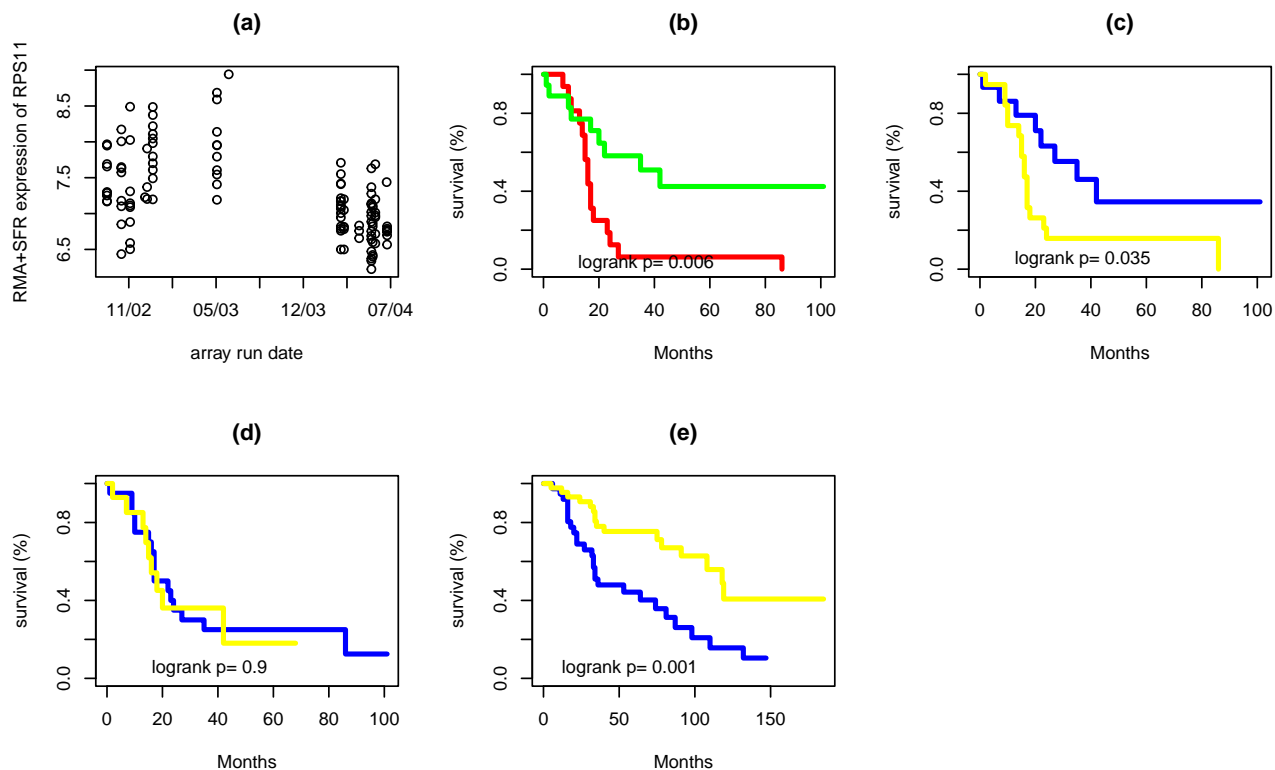 (a)
RMA+SFR expression of RPS11
8.5
7.5
6.5
11/02 05/03 12/03 07/04
array run date
(b)
survival (%)
0.8
0.4
0.0
logrank p= 0.006
0 20 40 60 80 100
Months
(c)
survival (%)
0.8
0.4
0.0
logrank p= 0.035
0 20 40 60 80 100
Months
(d)
survival (%)
0.8
0.4
0.0
logrank p= 0.9
0 20 40 60 80 100
Months
(e)
survival (%)
0.8
0.4
0.0
logrank p= 0.001
0 50 100 150
Months